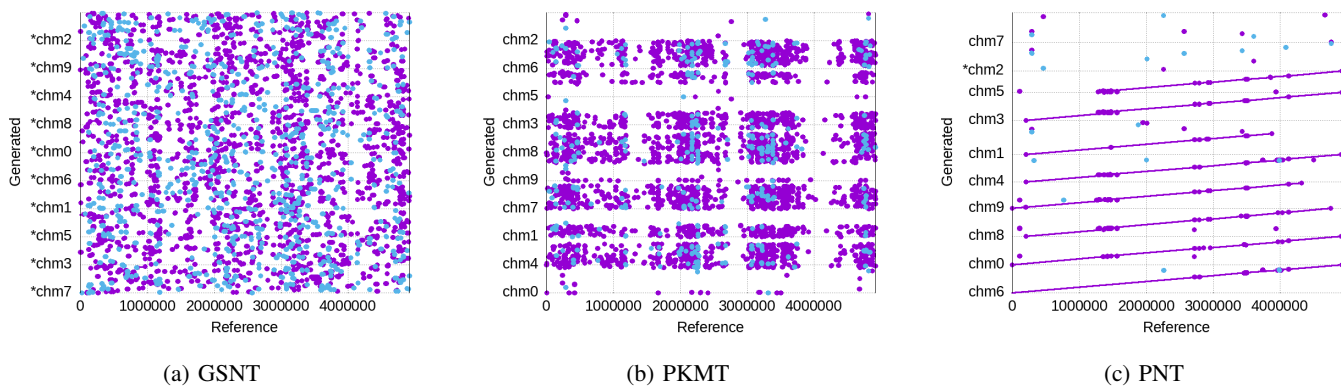 *chm2
*chm9
*chm4
*chm8
*chm0
*chm6
*chm1
*chm5
*chm3
*chm7
Generated
0 1000000 2000000 3000000 4000000
Reference
(a) GSNT
chm2
chm6
chm5
chm3
chm8
chm9
chm7
chm1
chm4
chm0
Generated
0 1000000 2000000 3000000 4000000
Reference
(b) PKMT
chm7
*chm2
chm5
chm3
chm1
chm4
chm9
chm8
chm0
chm6
Generated
0 1000000 2000000 3000000 4000000
Reference
(c) PNT